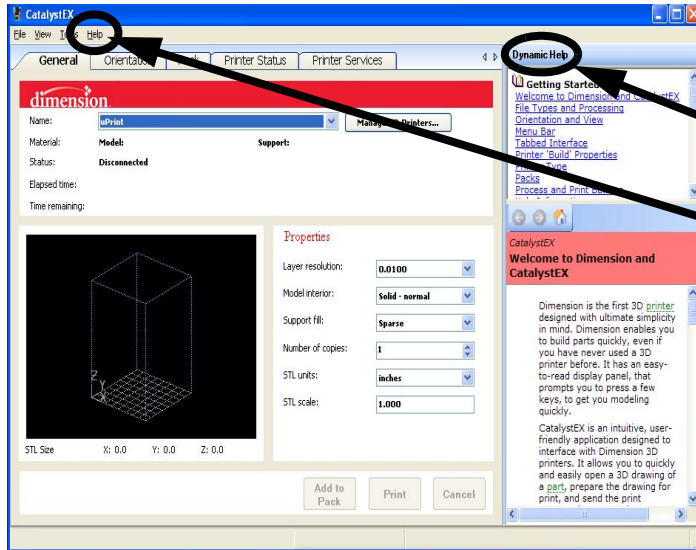 CatalystEX
File View Tools Help
General Orientation Pack Printer Status Printer Services
dimension
Name: uPrint Manage 3D Printers...
Material: Model: Support:
Status: Disconnected
Elapsed time:
Time remaining:
Properties
Layer resolution: 0.0100
Model interior: Solid - normal
Support fill: Sparse
Number of copies: 1
STL units: inches
STL scale: 1.000
Z
Y
X
STL Size X: 0.0 Y: 0.0 Z: 0.0
Add to
Pack
Print Cancel
Dynamic Help
Getting Started
Welcome to Dimension and CatalystEX
File Types and Processing
Orientation and View
Menu Bar
Tabbed Interface
Printer 'Build' Properties
Type
Packs
Process and Print
CatalystEX
Welcome to Dimension and
CatalystEX
Dimension is the first 3D printer
designed with ultimate simplicity
in mind. Dimension enables you
to build parts quickly, even if
you have never used a 3D
printer before. It has an easy-
to-read display panel, that
prompts you to press a few
keys, to get you modeling
quickly.
CatalystEX is an intuitive, user-
friendly application designed to
interface with Dimension 3D
printers. It allows you to quickly
and easily open a 3D drawing of
a part, prepare the drawing for
print, and send the print